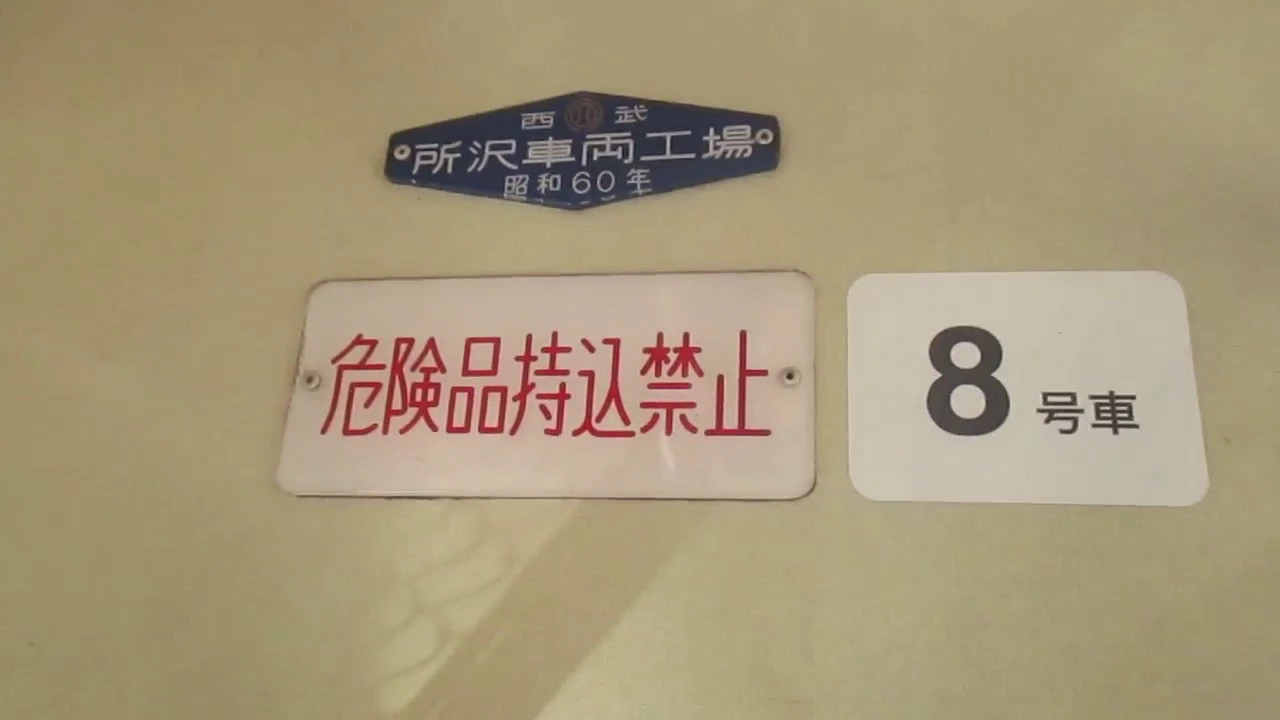 西 武
所沢車両工場
昭和60年
危険品持込禁止
8号車